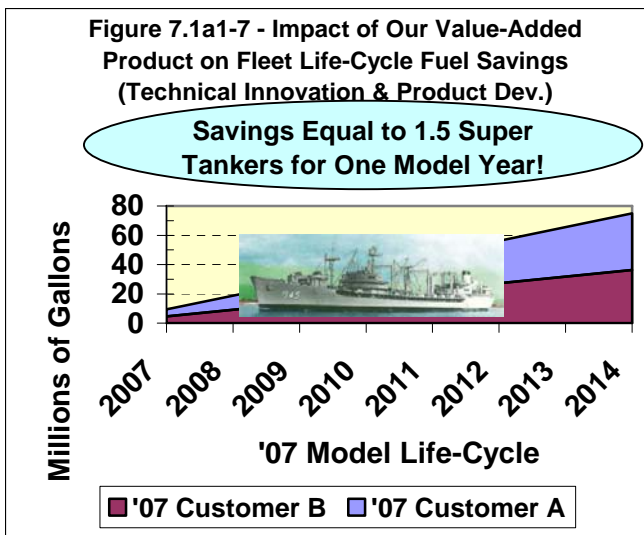 Figure 7.1a1-7 - Impact of Our Value-Added
Product on Fleet Life-Cycle Fuel Savings
(Technical Innovation & Product Dev.)
Savings Equal to 1.5 Super
Tankers for One Model Year!
Millions of Gallons
80
60
40
20
0
2007
2008
2009
2010
2011
2012
2013
2014
'07 Model Life-Cycle
'07 Customer B
'07 Customer A